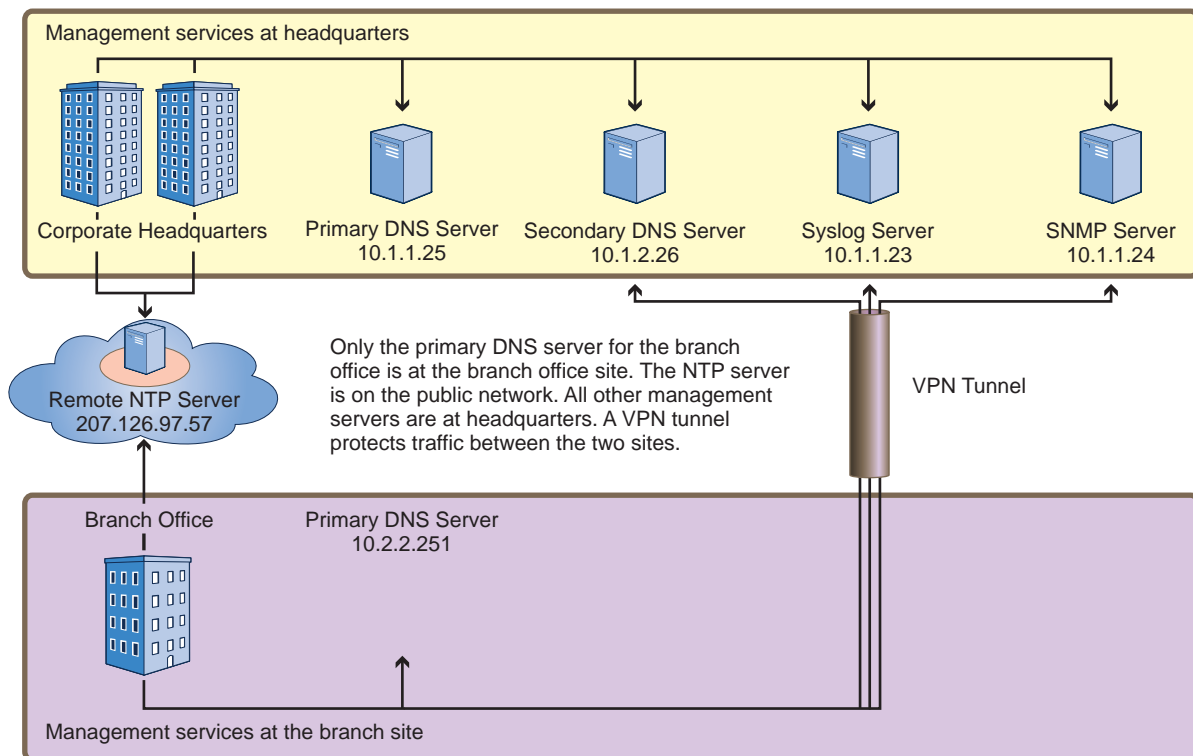 Management services at headquarters
Corporate Headquarters
Primary DNS Server
10.1.1.25
Secondary DNS Server
10.1.2.26
Syslog Server
10.1.1.23
SNMP Server
10.1.1.24
Remote NTP Server
207.126.97.57
Only the primary DNS server for the branch
office is at the branch office site. The NTP server
is on the public network. All other management
servers are at headquarters. A VPN tunnel
protects traffic between the two sites.
VPN Tunnel
Branch Office
Primary DNS Server
10.2.2.251
Management services at the branch site